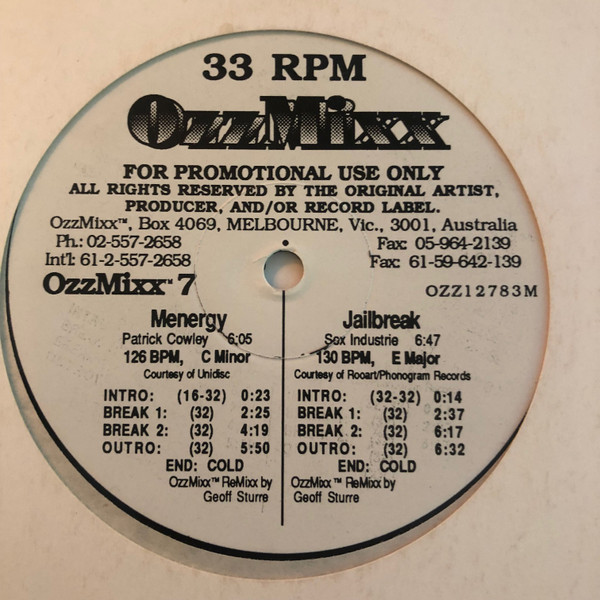 33 RPM
OzzMixx
FOR PROMOTIONAL USE ONLY
ALL RIGHTS RESERVED BY THE ORIGINAL ARTIST,
PRODUCER, AND/OR RECORD LABEL.
OzzMixx™, Box 4069, MELBOURNE, Vic., 3001, Australia
Ph.: 02-557-2658 Fax: 05-964-2139
Int'l: 61-2-557-2658 Fax: 61-59-642-139
OzzMixx™ 7 OZZ12783M
Menergy
Patrick Cowley 6:05
126 BPM, C Minor
Courtesy of Unidisc
INTRO: (16-32) 0:23
BREAK 1: (32) 2:25
BREAK 2: (32) 4:19
OUTRO: (32) 5:50
END: COLD
OzzMixx™ ReMixx by
Geoff Sturre
Jailbreak
Sox Industrie 6:47
130 BPM, E Major
Courtesy of Rooart/Phonogram Records
INTRO: (32-32) 0:14
BREAK 1: (32) 2:37
BREAK 2: (32) 6:17
OUTRO: (32) 6:32
END: COLD
OzzMixx™ ReMixx by
Geoff Sturre